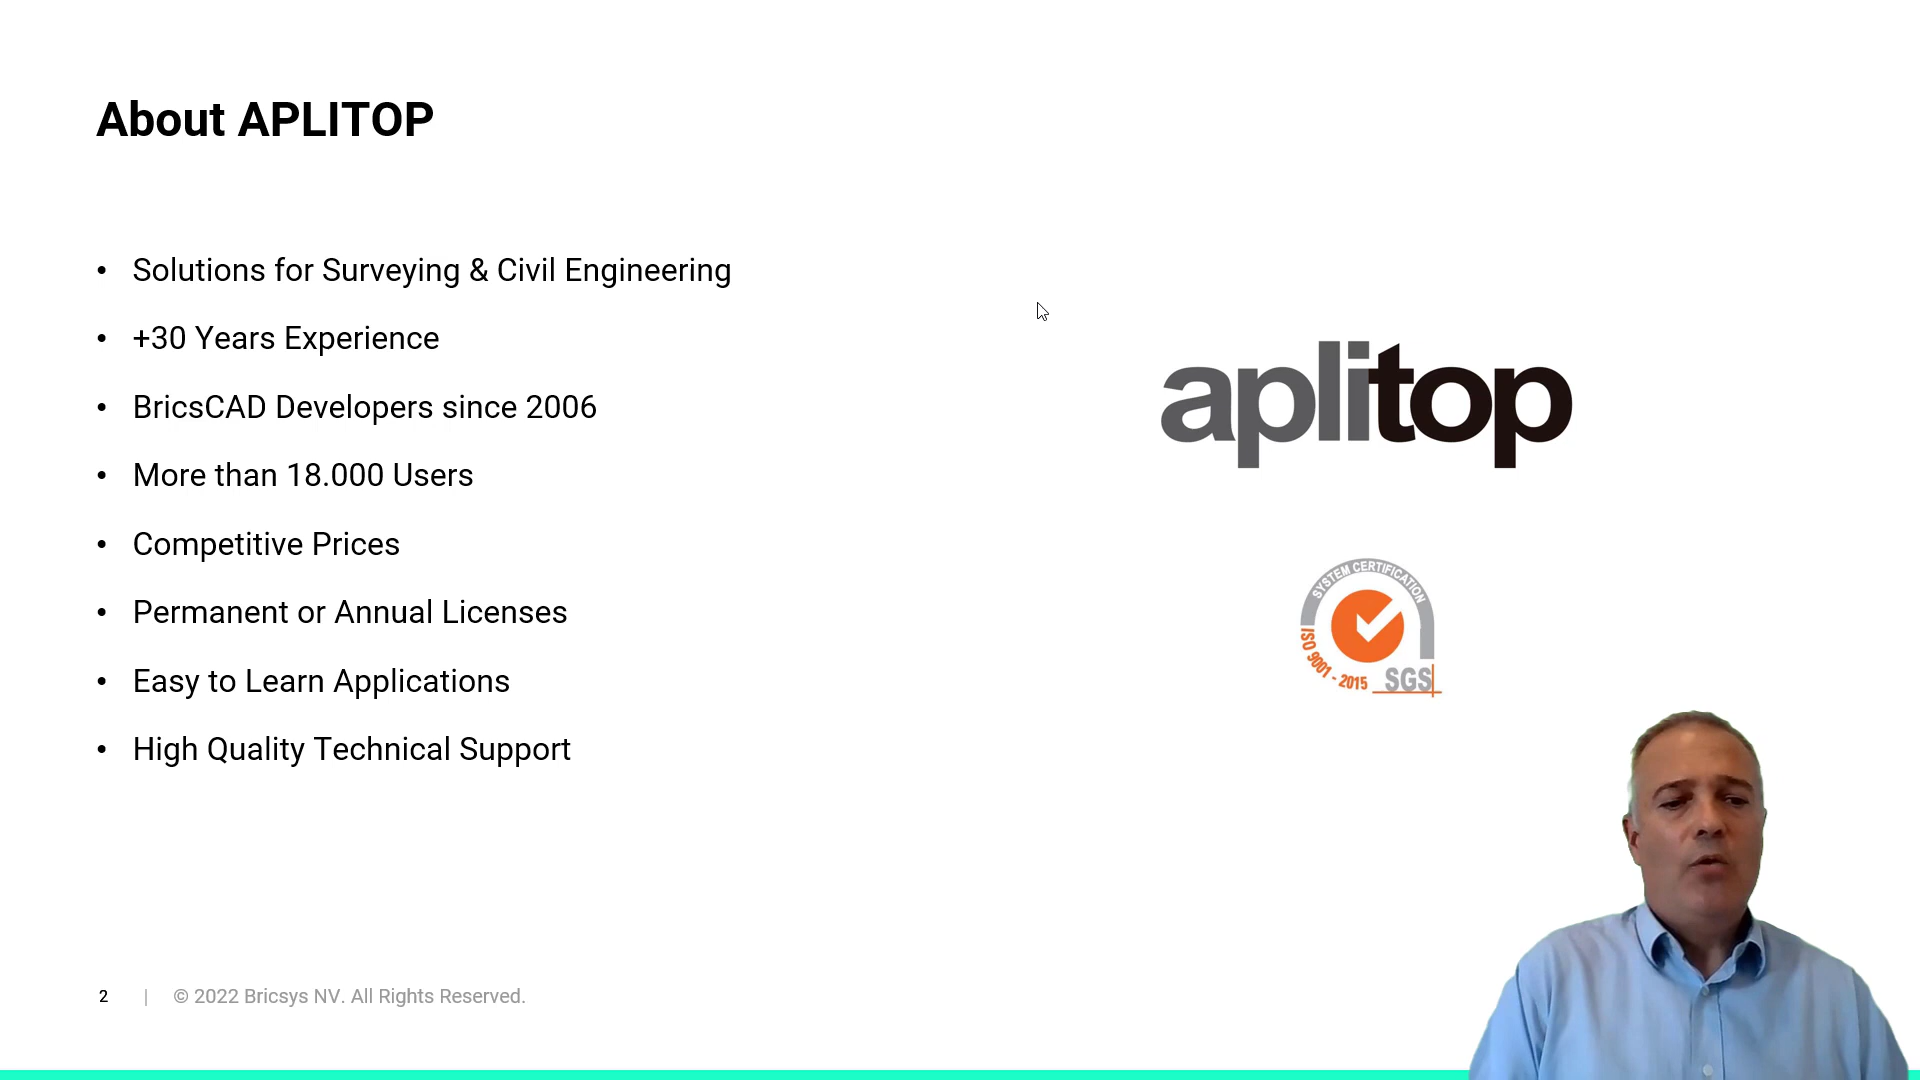 About APLITOP
• Solutions for Surveying & Civil Engineering
• +30 Years Experience
• BricsCAD Developers since 2006
• More than 18.000 Users
• Competitive Prices
• Permanent or Annual Licenses
• Easy to Learn Applications
• High Quality Technical Support
aplitop
SYSTEM CERTIFICATION
ISO 9001 - 2015
SGS
2 | © 2022 Bricsys NV. All Rights Reserved.